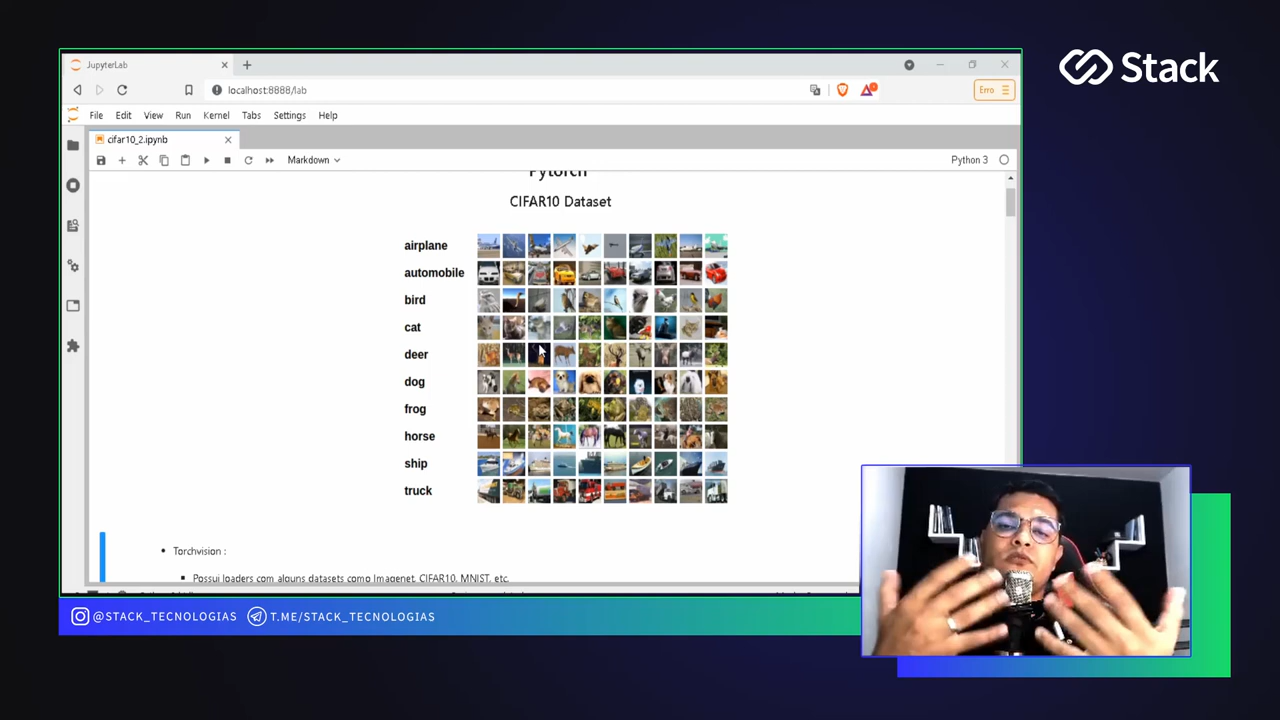 Stack
JupyterLab
localhost:8888/lab
Erro
File Edit View Run Kernel Tabs Settings Help
cifar10_2.ipynb
Markdown
Python 3
Pytorch
CIFAR10 Dataset
airplane
automobile
bird
cat
deer
dog
frog
horse
ship
truck
Torchvision :
Possui loaders com alguns datasets como Imagenet, CIFAR10, MNIST, etc.
@STACK_TECNOLOGIAS T.ME/STACK_TECNOLOGIAS